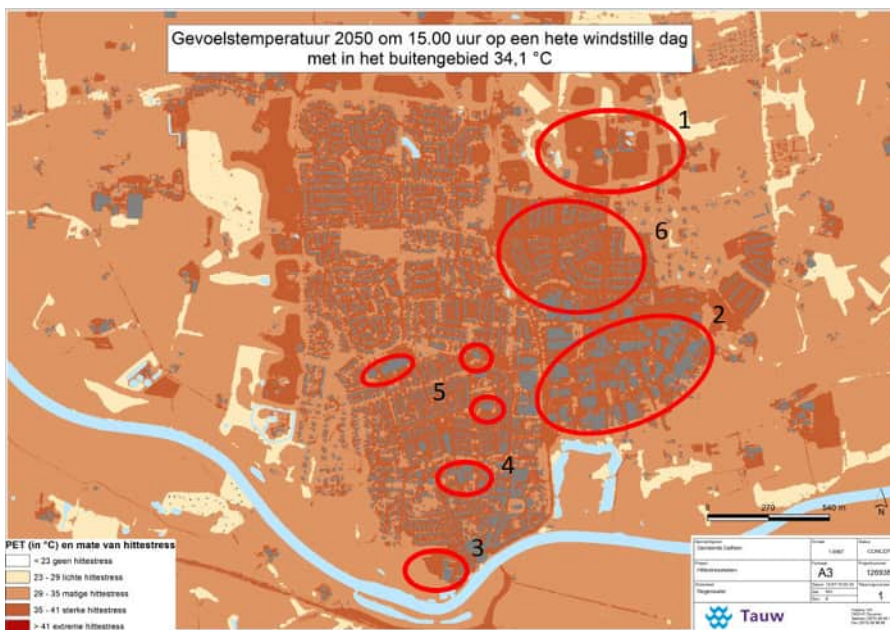 Gevoelstemperatuur 2050 om 15.00 uur op een hete windstille dag
met in het buitengebied 34,1 °C
1
6
2
5
4
3
0 270 540 m
N
PET (in °C) en mate van hittestress
< 23 geen hittestress
23 - 29 lichte hittestress
29 - 35 matige hittestress
35 - 41 sterke hittestress
> 41 extreme hittestress
A3
1
Tauw